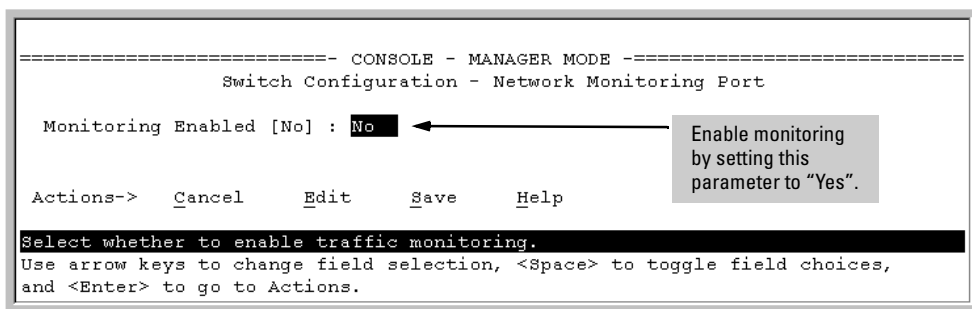 ==========================- CONSOLE - MANAGER MODE -============================
Switch Configuration - Network Monitoring Port
Monitoring Enabled [No] : No
Enable monitoring
by setting this
parameter to “Yes”.
Actions-> Cancel Edit Save Help
Select whether to enable traffic monitoring.
Use arrow keys to change field selection, <Space> to toggle field choices,
and <Enter> to go to Actions.